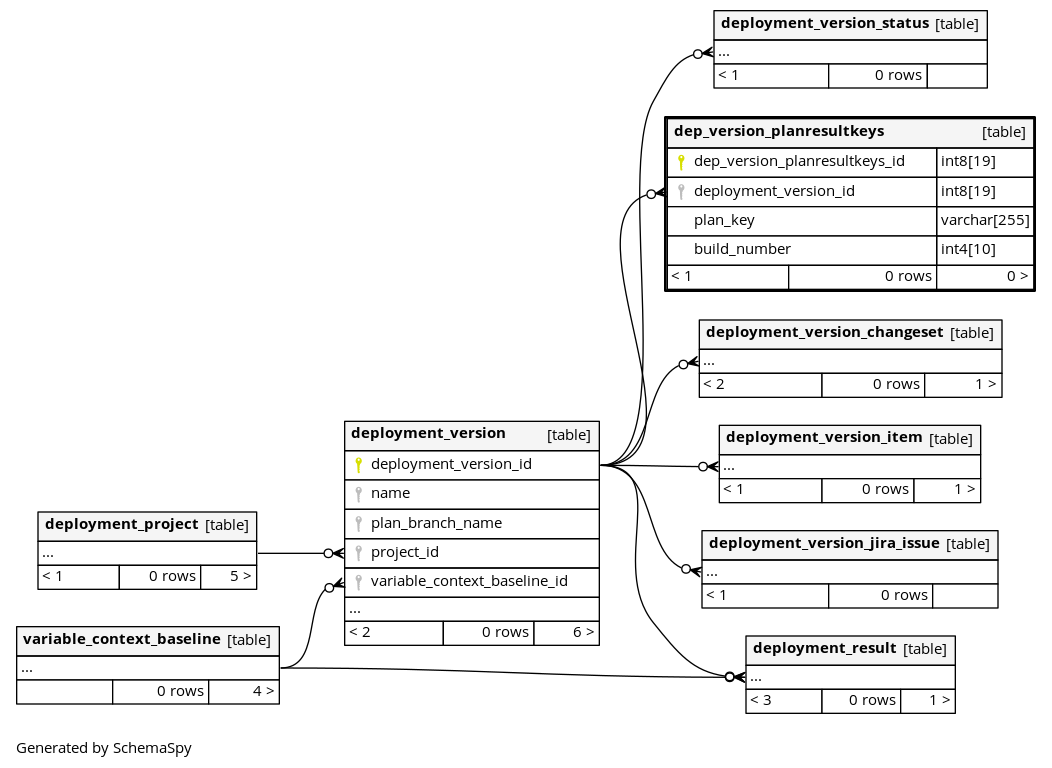 deployment_version_status [table]
...
< 1 0 rows
dep_version_planresultkeys [table]
dep_version_planresultkeys_id int8[19]
deployment_version_id int8[19]
plan_key varchar[255]
build_number int4[10]
< 1 0 rows 0 >
deployment_version_changeset [table]
...
< 2 0 rows 1 >
deployment_version [table]
deployment_version_id
name
plan_branch_name
project_id
variable_context_baseline_id
...
< 2 0 rows 6 >
deployment_version_item [table]
...
< 1 0 rows 1 >
deployment_project [table]
...
< 1 0 rows 5 >
deployment_version_jira_issue [table]
...
< 1 0 rows
variable_context_baseline [table]
...
0 rows 4 >
deployment_result [table]
...
< 3 0 rows 1 >
Generated by SchemaSpy